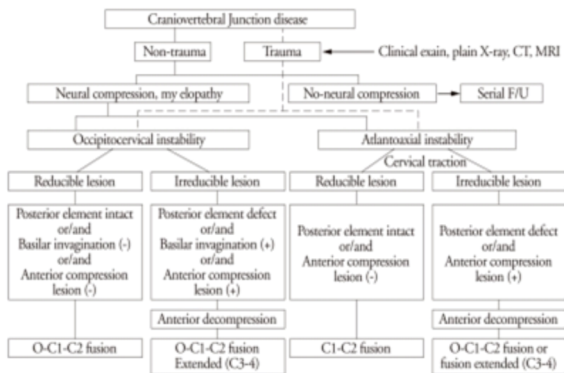 Craniovertebral Junction disease
Non-trauma
Trauma
Clinical exain, plain X-ray, CT, MRI
Neural compression, my elopathy
No-neural compression
Serial F/U
Occipitocervical instability
Atlantoaxial instability
Cervical traction
Reducible lesion
Irreducible lesion
Reducible lesion
Irreducible lesion
Posterior element intact
or/and
Basilar invagination (-)
or/and
Anterior compression
lesion (-)
Posterior element defect
or/and
Basilar invagination (+)
or/and
Anterior compression
lesion (+)
Posterior element intact
or/and
Anterior compression
lesion (-)
Posterior element defect
or/and
Anterior compression
lesion (+)
Anterior decompression
Anterior decompression
O-C1-C2 fusion
O-C1-C2 fusion
Extended (C3-4)
C1-C2 fusion
O-C1-C2 fusion or
fusion extended (C3-4)